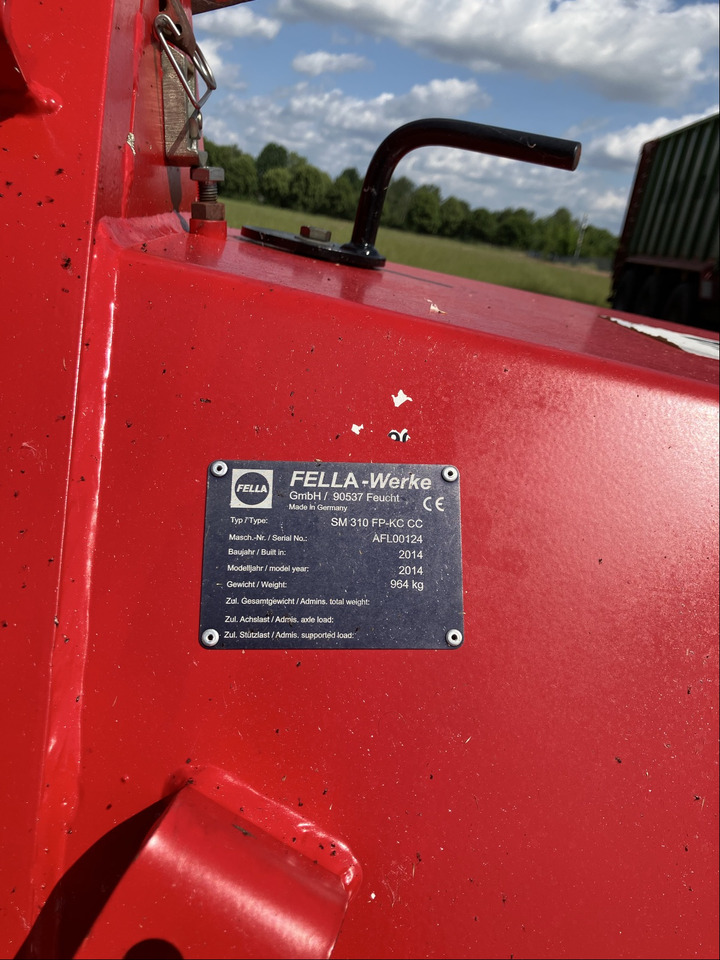 FELLA
FELLA-Werke
GmbH / 90537 Feucht
Made in Germany
CE
Typ / Type: SM 310 FP-KC CC
Masch.-Nr. / Serial No.: AFL00124
Baujahr / Built in: 2014
Modelljahr / model year: 2014
Gewicht / Weight: 964 kg
Zul. Gesamtgewicht / Admins. total weight:
Zul. Achslast / Admis. axle load:
Zul. Stützlast / Admis. supported load: